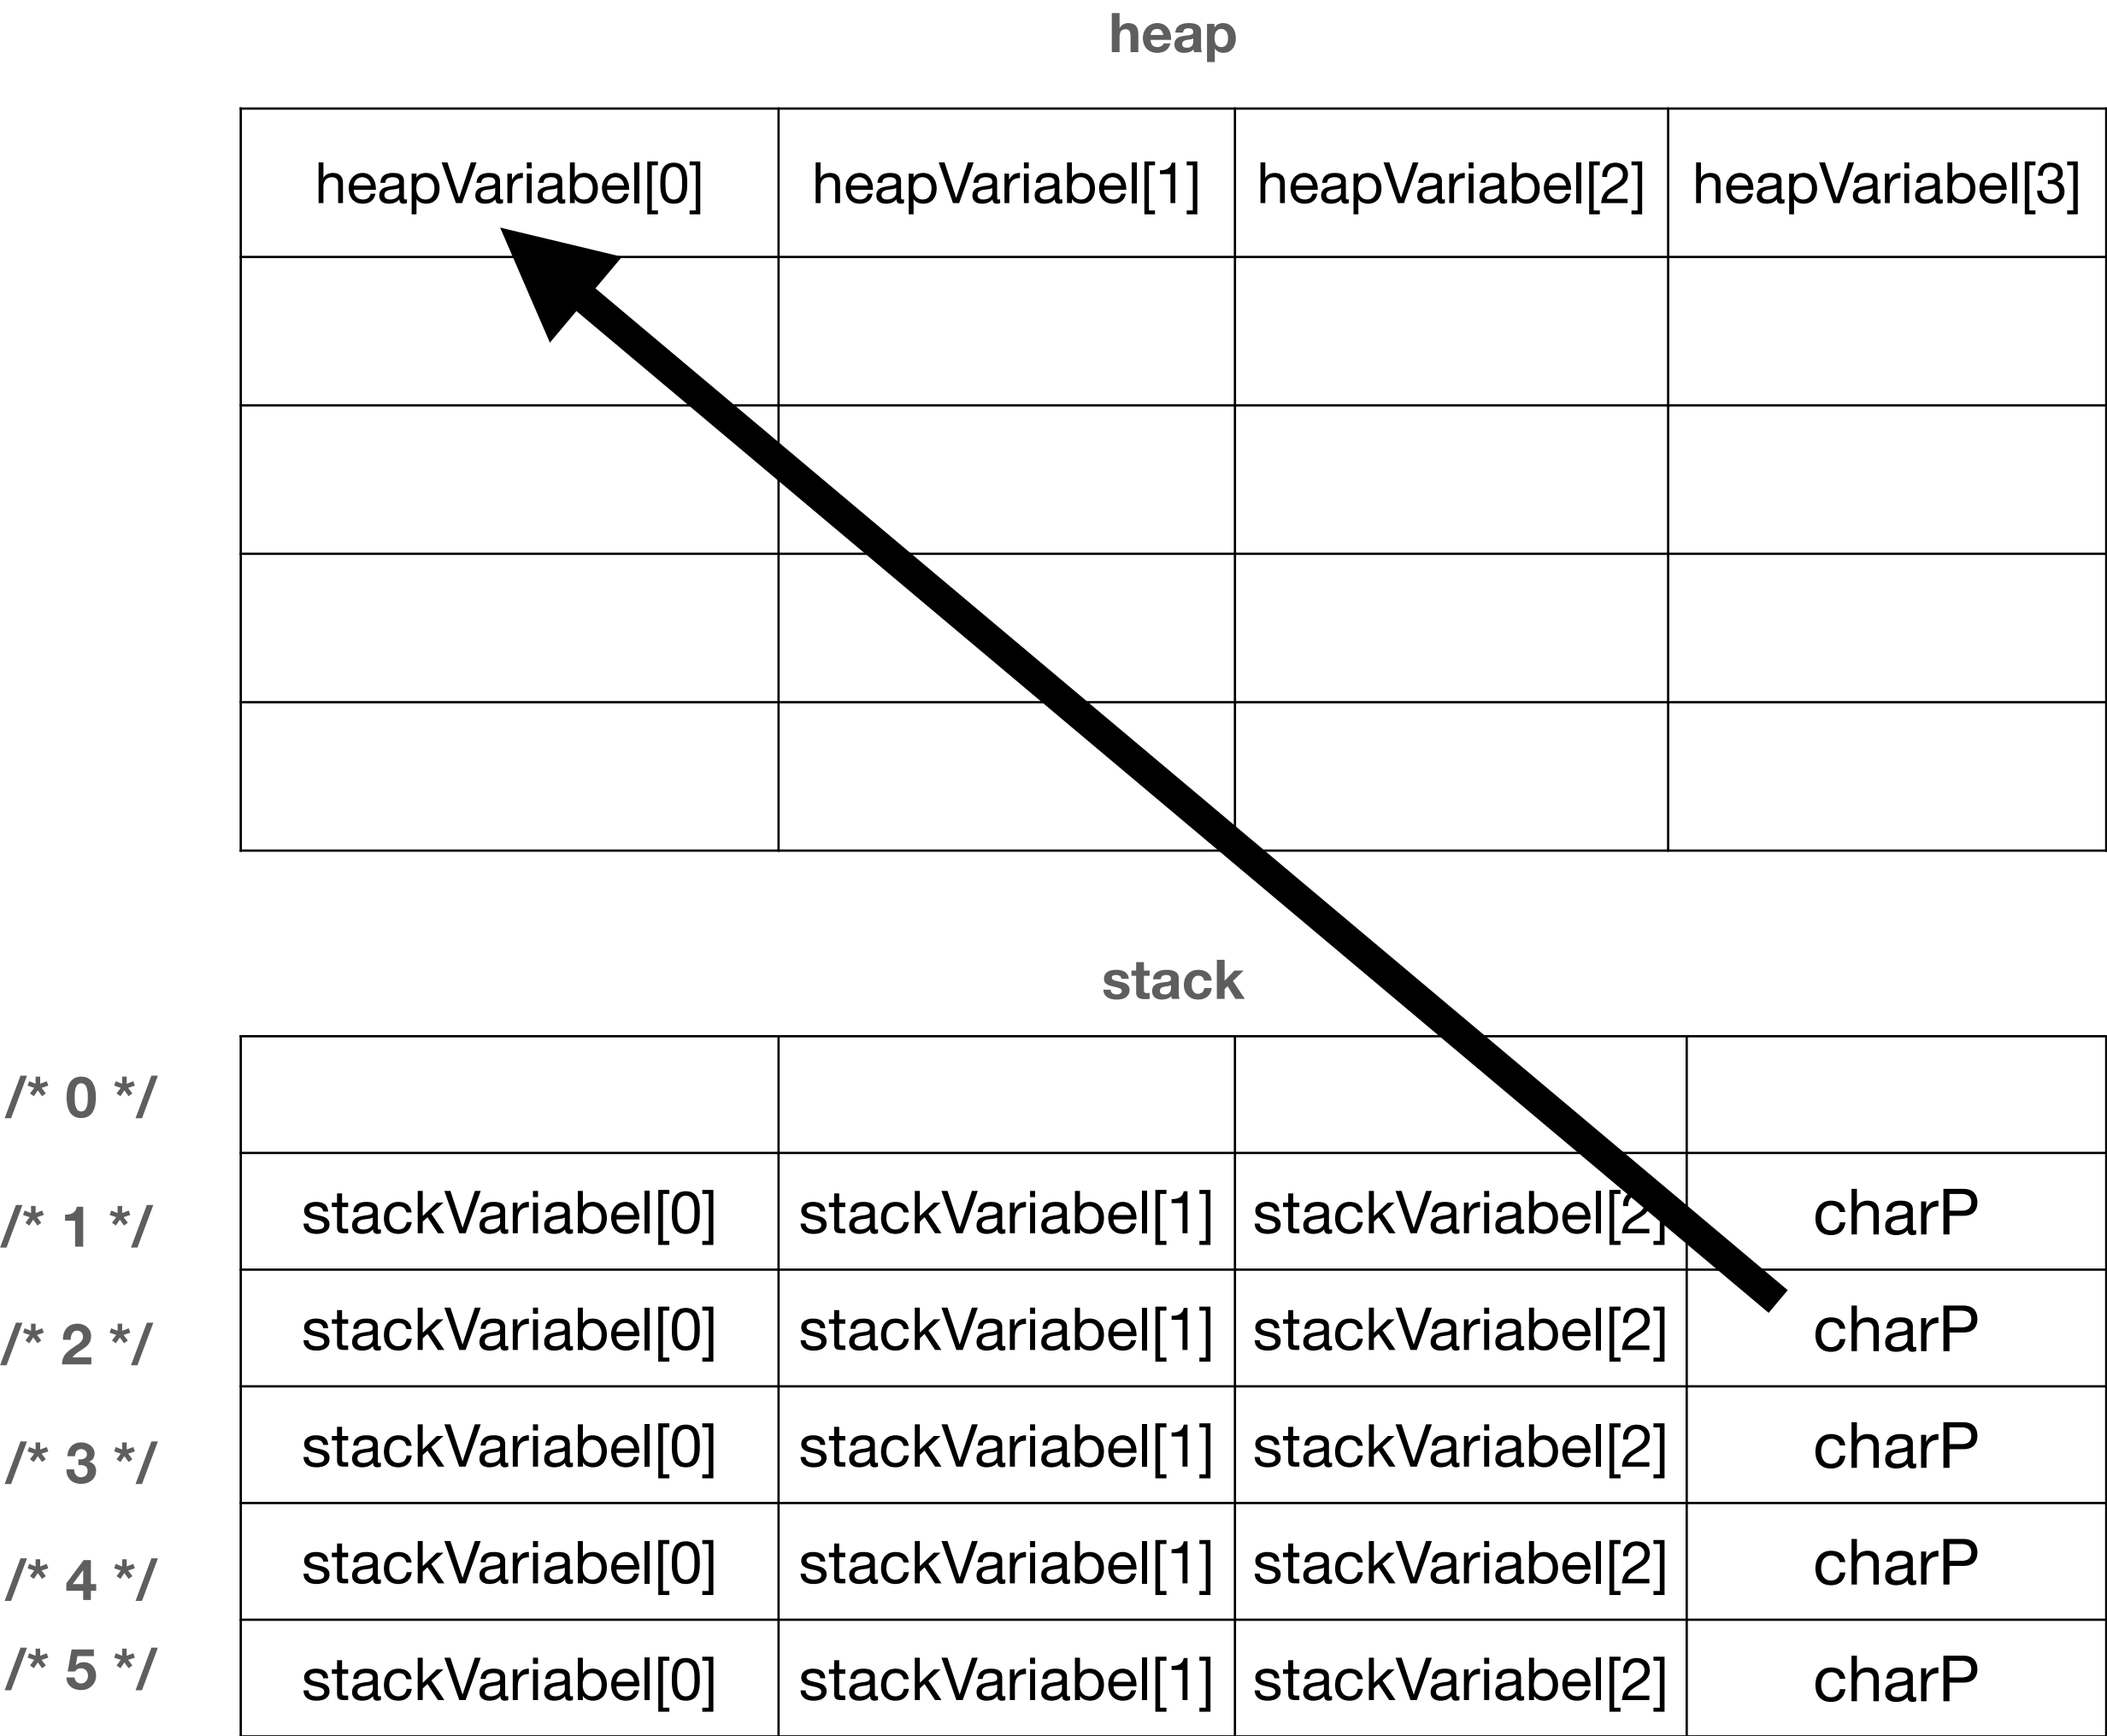 heap
heapVariabel[0] heapVariabel[1] heapVariabel[2] heapVariabel[3]
stack
/* 0 */
/* 1 */ stackVariabel[0] stackVariabel[1] stackVariabel[2] charP
/* 2 */ stackVariabel[0] stackVariabel[1] stackVariabel[2] charP
/* 3 */ stackVariabel[0] stackVariabel[1] stackVariabel[2] charP
/* 4 */ stackVariabel[0] stackVariabel[1] stackVariabel[2] charP
/* 5 */ stackVariabel[0] stackVariabel[1] stackVariabel[2] charP